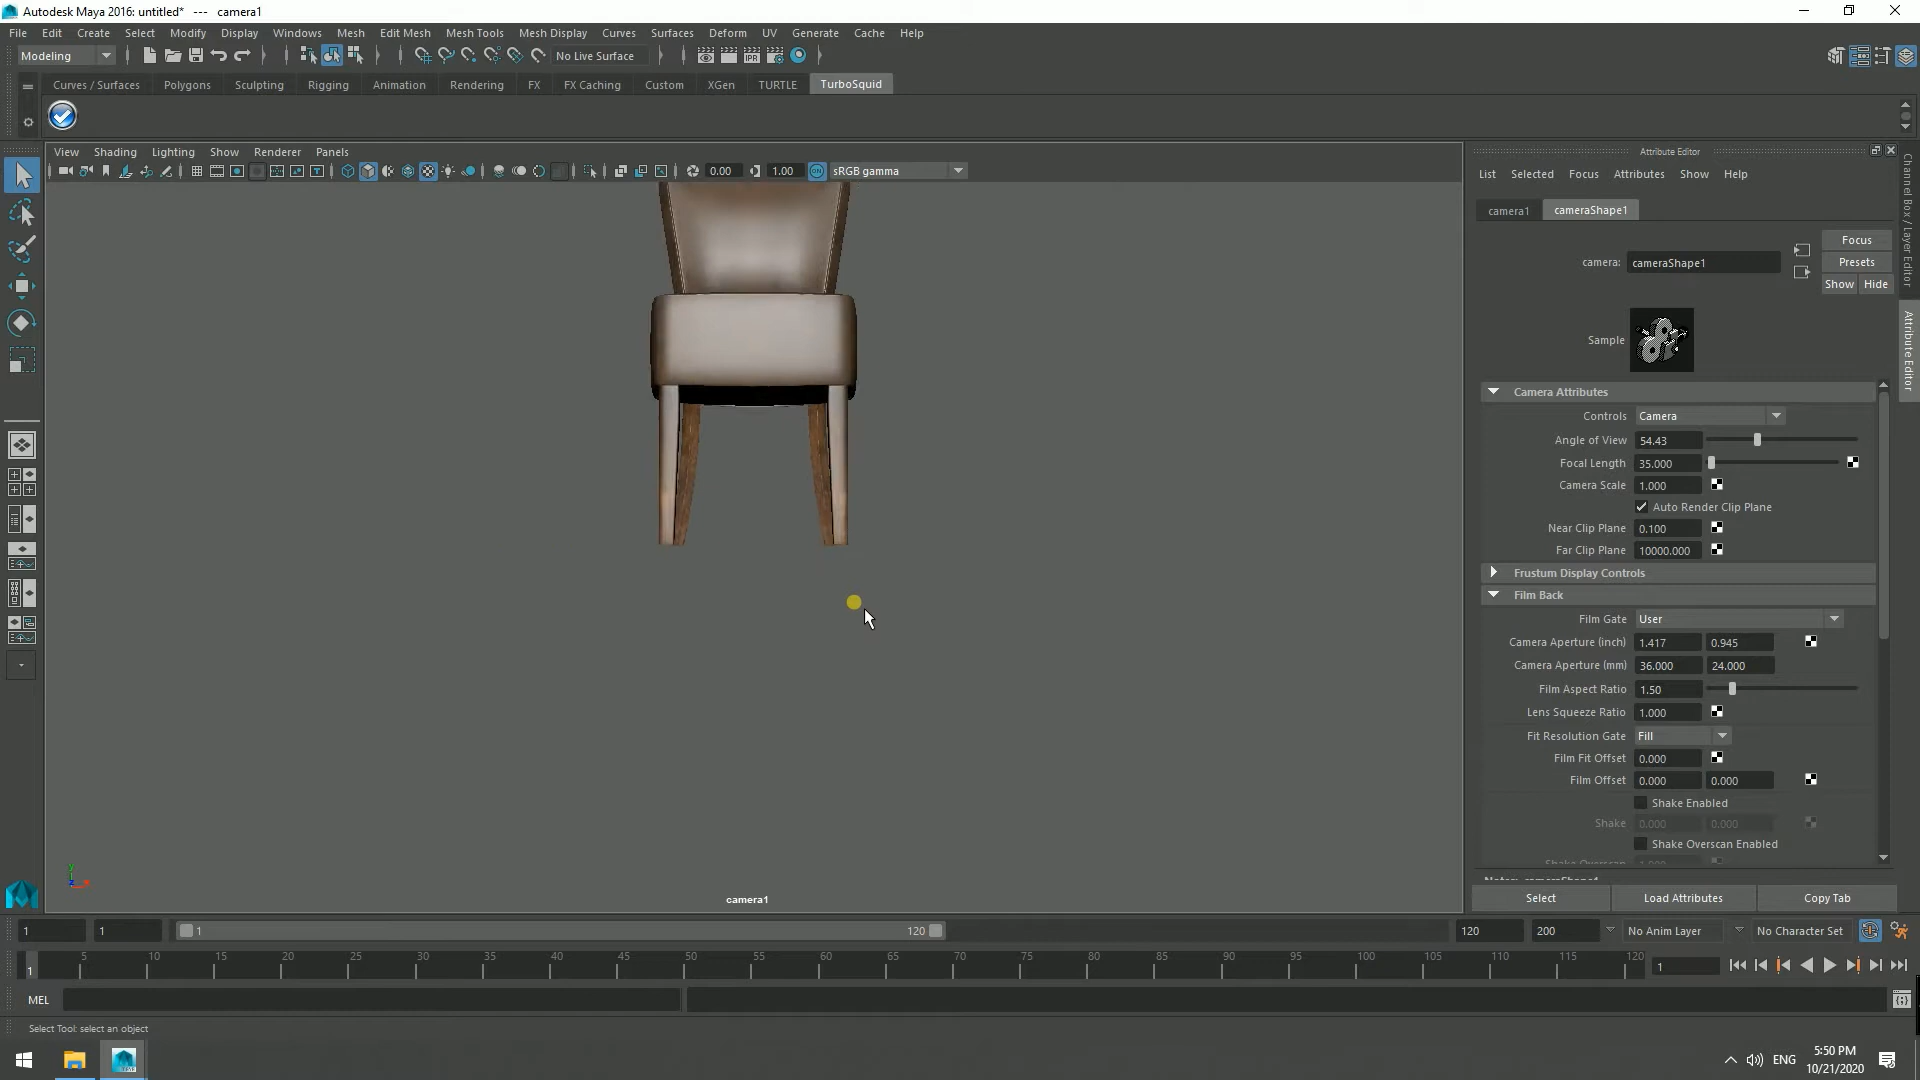 Autodesk Maya 2016: untitled*   ---   camera1
File Edit Create Select Modify Display Windows Mesh Edit Mesh Mesh Tools Mesh Display Curves Surfaces Deform UV Generate Cache Help
Modeling No Live Surface
Curves / Surfaces Polygons Sculpting Rigging Animation Rendering FX FX Caching Custom XGen TURTLE TurboSquid
View Shading Lighting Show Renderer Panels
0.00 1.00 sRGB gamma
camera1
Attribute Editor
List Selected Focus Attributes Show Help
camera1 cameraShape1
Focus
camera: cameraShape1 Presets
Show Hide
Sample
Camera Attributes
Controls Camera
Angle of View 54.43
Focal Length 35.000
Camera Scale 1.000
Auto Render Clip Plane
Near Clip Plane 0.100
Far Clip Plane 10000.000
Frustum Display Controls
Film Back
Film Gate User
Camera Aperture (inch) 1.417 0.945
Camera Aperture (mm) 36.000 24.000
Film Aspect Ratio 1.50
Lens Squeeze Ratio 1.000
Fit Resolution Gate Fill
Film Fit Offset 0.000
Film Offset 0.000 0.000
Shake Enabled
Shake 0.000 0.000
Shake Overscan Enabled
Select Load Attributes Copy Tab
Channel Box / Layer Editor
Attribute Editor
1 1 1 120 120 200 No Anim Layer No Character Set
1 5 10 15 20 25 30 35 40 45 50 55 60 65 70 75 80 85 90 95 100 105 110 115 120 1
MEL
Select Tool: select an object
ENG 5:50 PM
10/21/2020